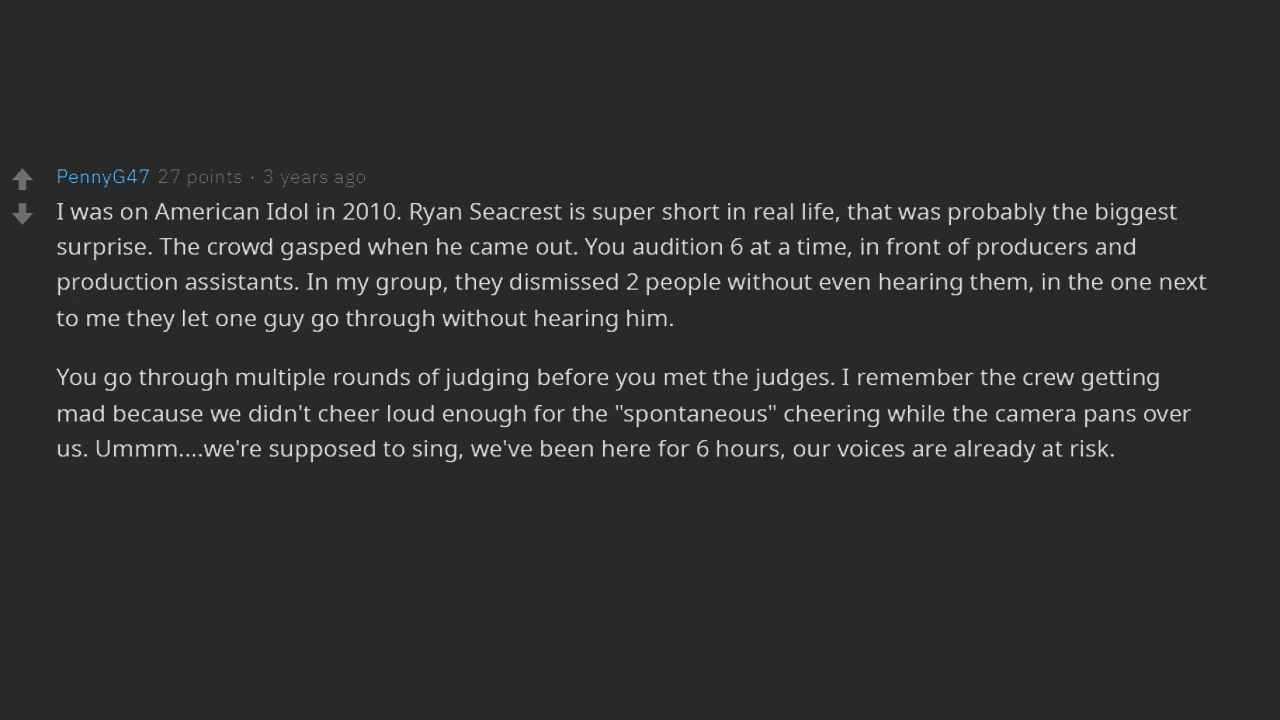 PennyG47 27 points · 3 years ago
I was on American Idol in 2010. Ryan Seacrest is super short in real life, that was probably the biggest
surprise. The crowd gasped when he came out. You audition 6 at a time, in front of producers and
production assistants. In my group, they dismissed 2 people without even hearing them, in the one next
to me they let one guy go through without hearing him.
You go through multiple rounds of judging before you met the judges. I remember the crew getting
mad because we didn't cheer loud enough for the "spontaneous" cheering while the camera pans over
us. Ummm....we're supposed to sing, we've been here for 6 hours, our voices are already at risk.